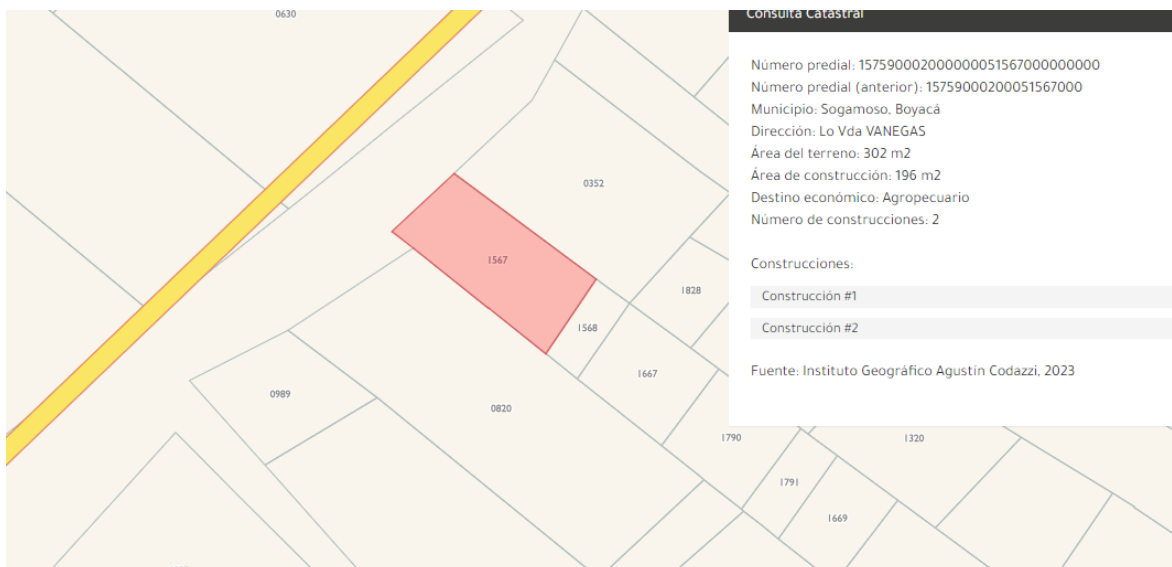 0630
Consulta Catastral
Número predial: 157590002000000051567000000000
Número predial (anterior): 15759000200051567000
Municipio: Sogamoso, Boyacá
Dirección: Lo Vda VANEGAS
Área del terreno: 302 m2
Área de construcción: 196 m2
Destino económico: Agropecuario
Número de construcciones: 2
Construcciones:
Construcción #1
Construcción #2
Fuente: Instituto Geográfico Agustín Codazzi, 2023
0352
1567
1828
1568
1667
0989
0820
1790
1320
1791
1669